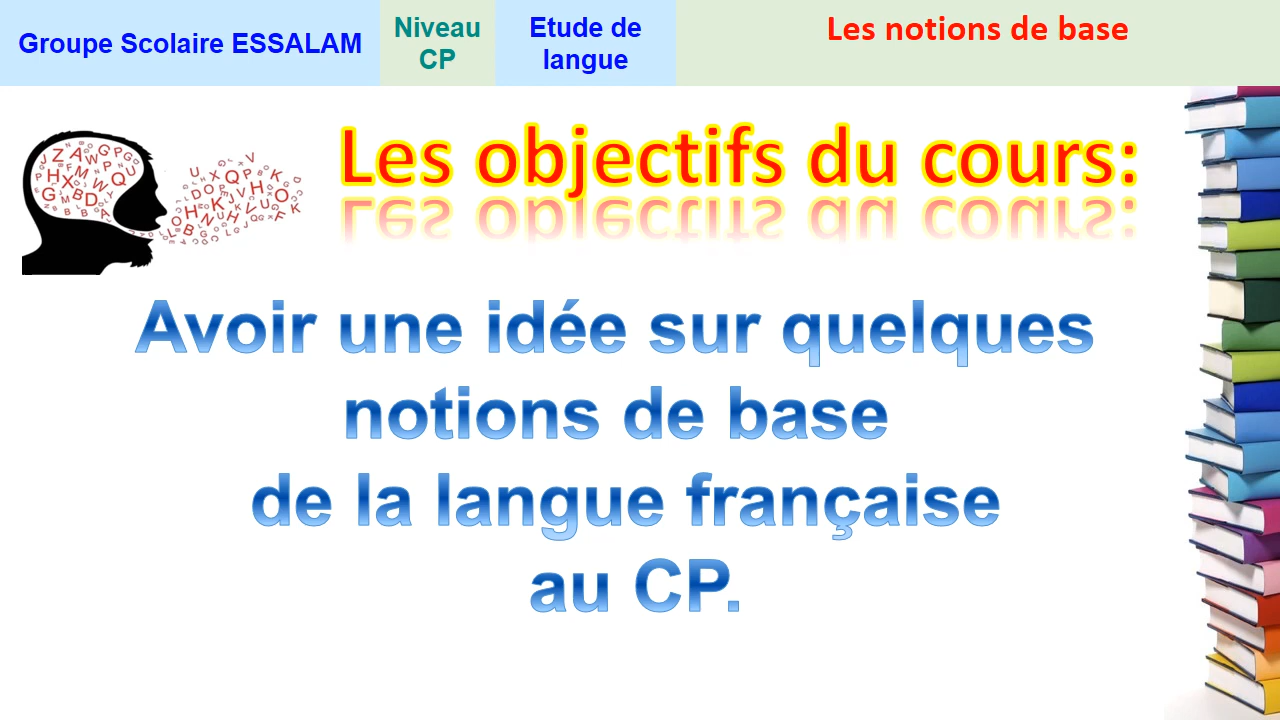 Groupe Scolaire ESSALAM
Niveau
CP
Etude de
langue
Les notions de base
Les objectifs du cours:
Avoir une idée sur quelques
notions de base
de la langue française
au CP.